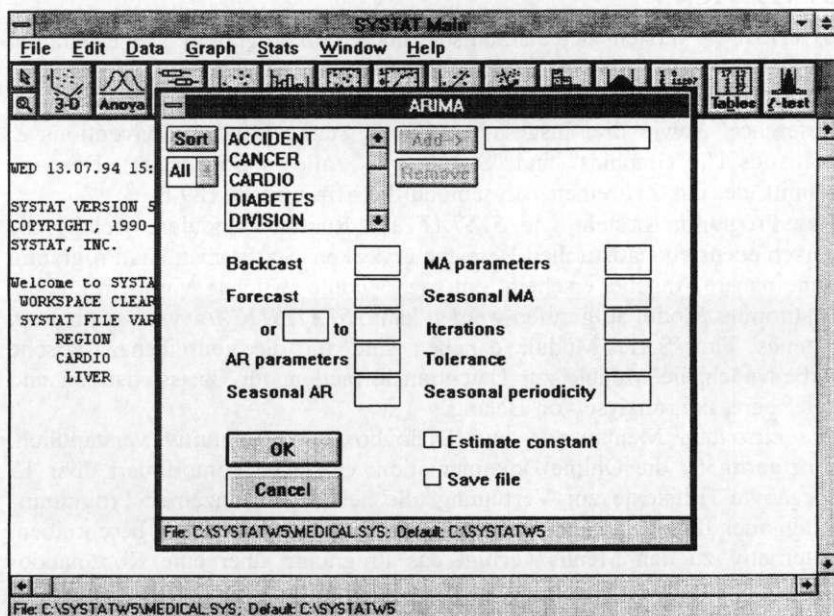 SYSTAT Main
File Edit Data Graph Stats Window Help
3-D Anova Tables t-test
ARIMA
Sort
ACCIDENT
CANCER
CARDIO
DIABETES
DIVISION
All
Add ->
Remove
WED 13.07.94 15:
SYSTAT VERSION 5
COPYRIGHT, 1990-
SYSTAT, INC.
Welcome to SYSTA
WORKSPACE CLEAR
SYSTAT FILE VAR
REGION
CARDIO
LIVER
Backcast
Forecast
or to
AR parameters
Seasonal AR
MA parameters
Seasonal MA
Iterations
Tolerance
Seasonal periodicity
OK
Cancel
Estimate constant
Save file
File: C:\SYSTATW5\MEDICAL.SYS; Default: C:\SYSTATW5
File: C:\SYSTATW5\MEDICAL.SYS; Default: C:\SYSTATW5